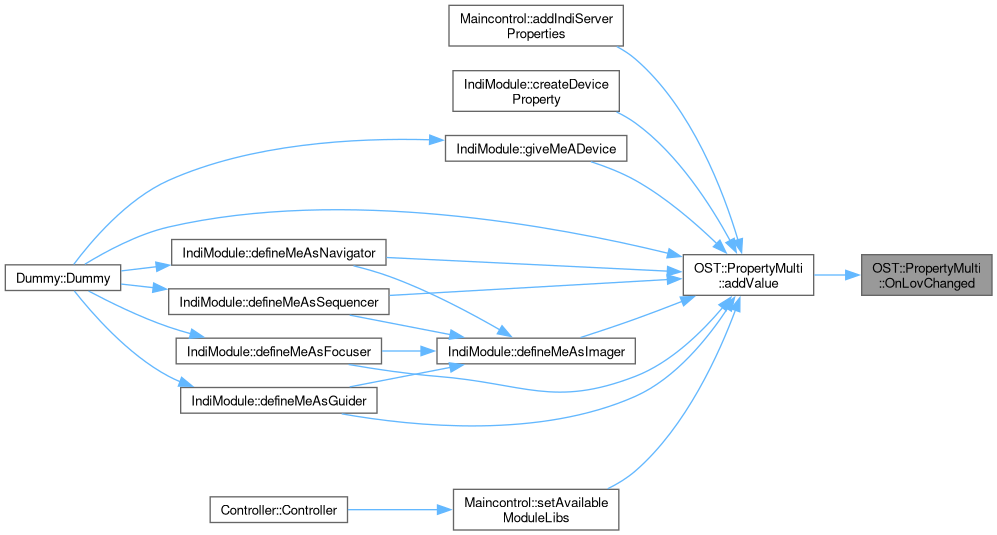 Maincontrol::addIndiServer
Properties
IndiModule::createDevice
Property
IndiModule::giveMeADevice
IndiModule::defineMeAsNavigator
Dummy::Dummy
OST::PropertyMulti
::addValue
OST::PropertyMulti
::OnLovChanged
IndiModule::defineMeAsSequencer
IndiModule::defineMeAsFocuser
IndiModule::defineMeAsImager
IndiModule::defineMeAsGuider
Controller::Controller
Maincontrol::setAvailable
ModuleLibs